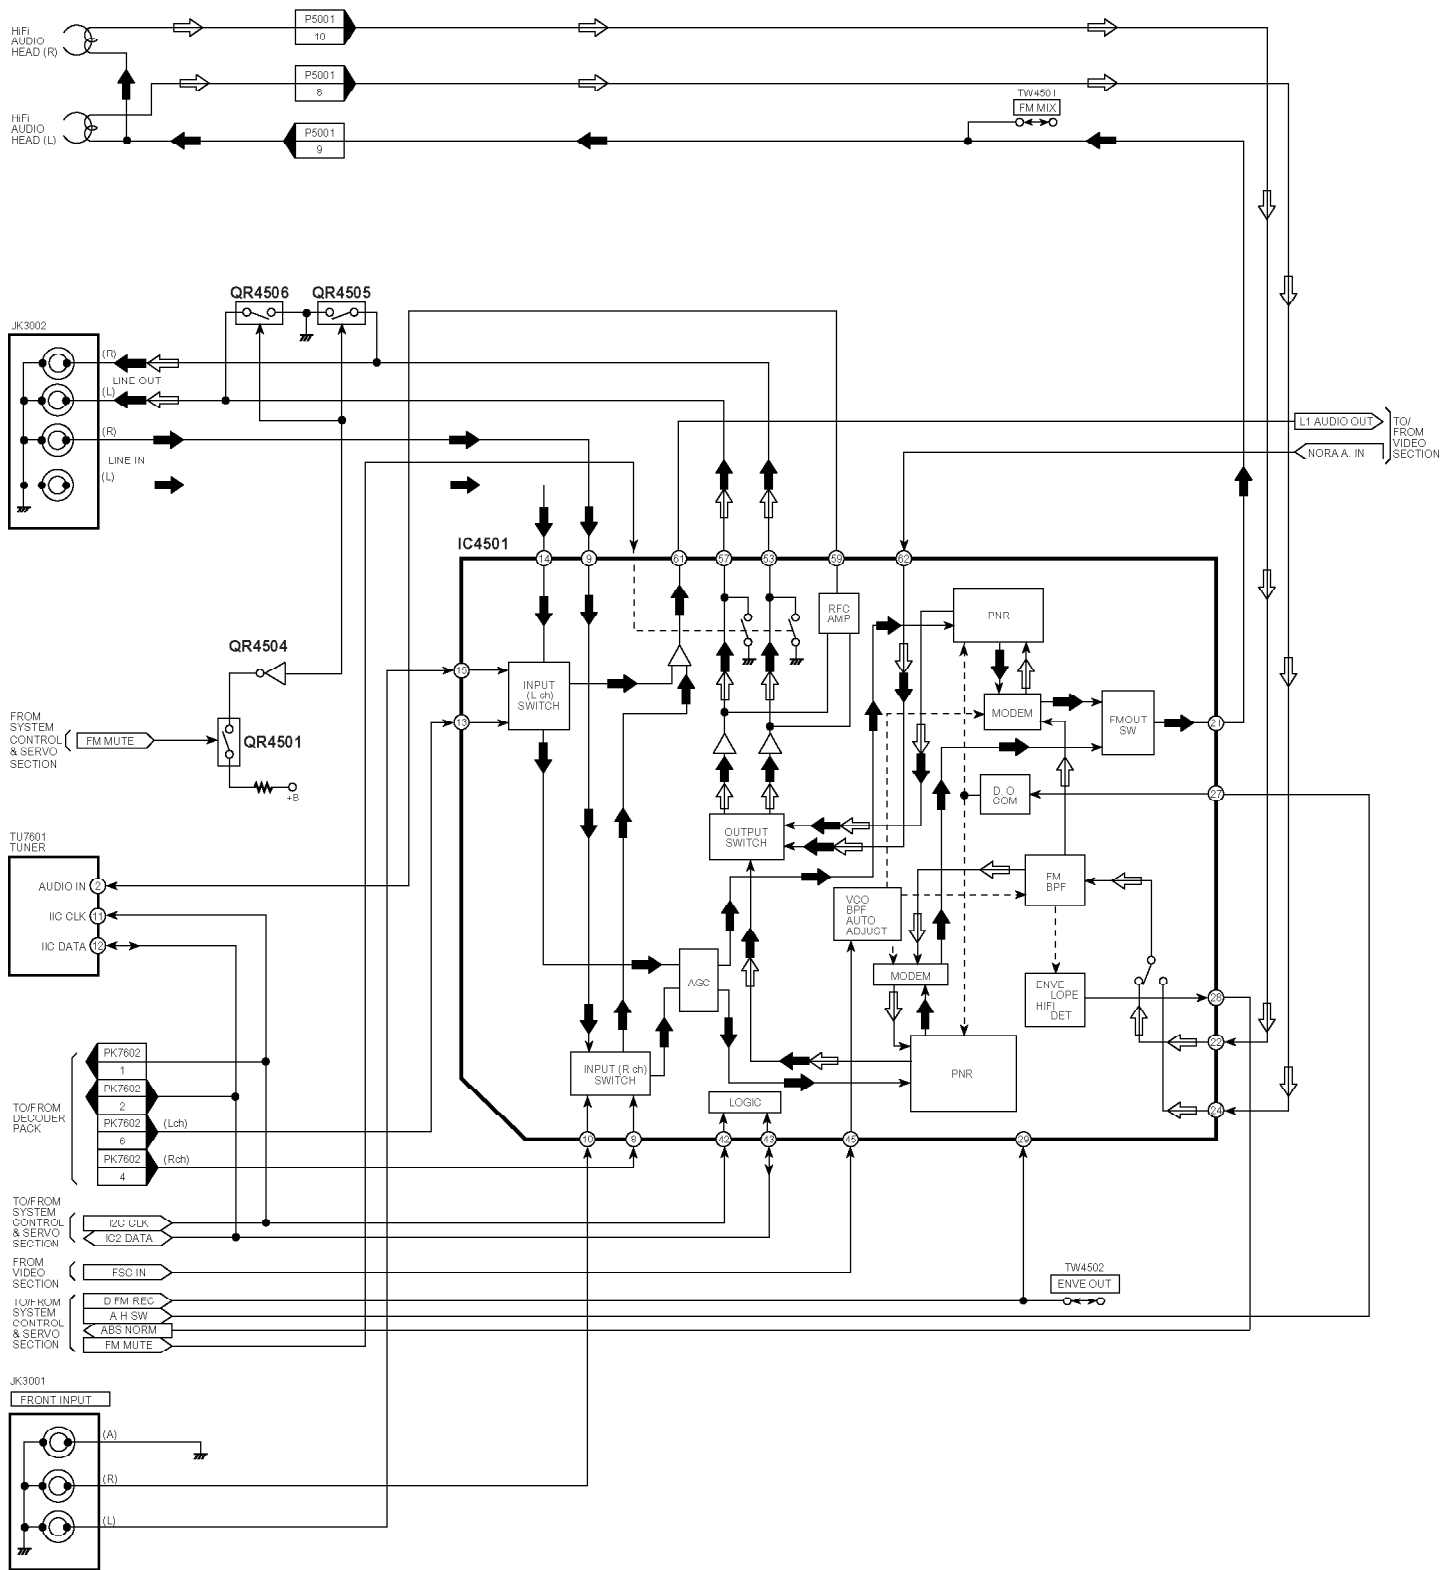 HiFi
AUDIO
HEAD (R)
P5001
10
P5001
8
HiFi
AUDIO
HEAD (L)
P5001
9
TW4501
FM MIX
QR4506
QR4505
JK3002
(R)
LINE OUT
(L)
(R)
LINE IN
(L)
L1 AUDIO OUT
NORA A. IN
TO/
FROM
VIDEO
SECTION
IC4501
14
9
61
57
53
59
62
RFC
AMP
PNR
QR4504
15
INPUT
(L ch)
SWITCH
13
MODEM
FMOUT
SW
21
FROM
SYSTEM
CONTROL
& SERVO
SECTION
FM MUTE
QR4501
+B
D. O
COM
27
OUTPUT
SWITCH
TU7601
TUNER
AUDIO IN
2
IIC CLK
11
IIC DATA
12
FM
BPF
VCO
BPF
AUTO
ADJUST
MODEM
AGC
ENVE
LOPE
HIFI
DET
28
22
24
INPUT (R ch)
SWITCH
PNR
LOGIC
TO/FROM
DECODER
PACK
PK7602
1
PK7602
2
PK7602
6
(Lch)
PK7602
4
(Rch)
10
8
42
43
45
29
TO/FROM
SYSTEM
CONTROL
& SERVO
SECTION
I2C CLK
IC2 DATA
FROM
VIDEO
SECTION
FSC IN
TO/FROM
SYSTEM
CONTROL
& SERVO
SECTION
D FM REC
A H SW
ABS NORM
FM MUTE
TW4502
ENVE OUT
JK3001
FRONT INPUT
(A)
(R)
(L)